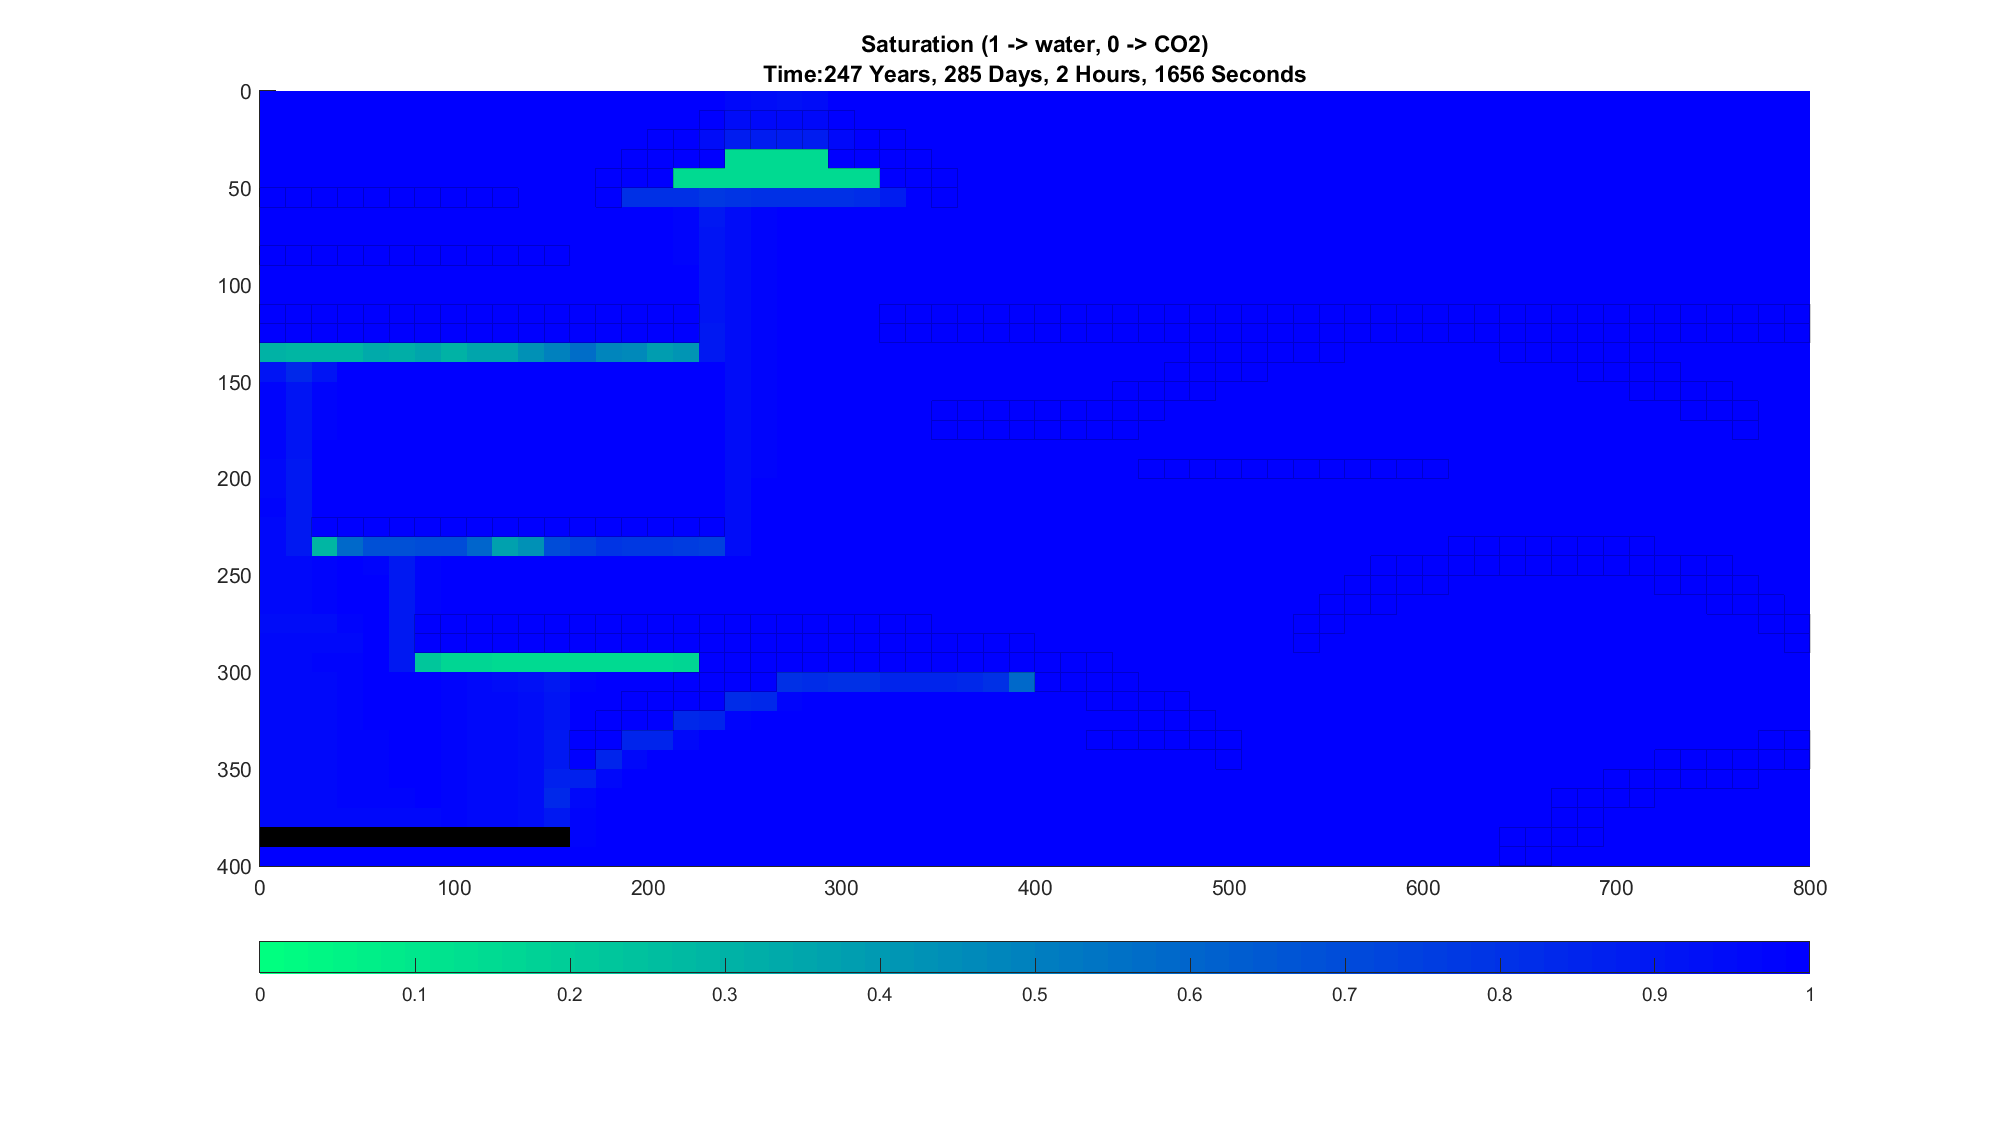 Saturation (1 -> water, 0 -> CO2)
Time:247 Years, 285 Days, 2 Hours, 1656 Seconds
0
50
100
150
200
250
300
350
400
0 100 200 300 400 500 600 700 800
0 0.1 0.2 0.3 0.4 0.5 0.6 0.7 0.8 0.9 1